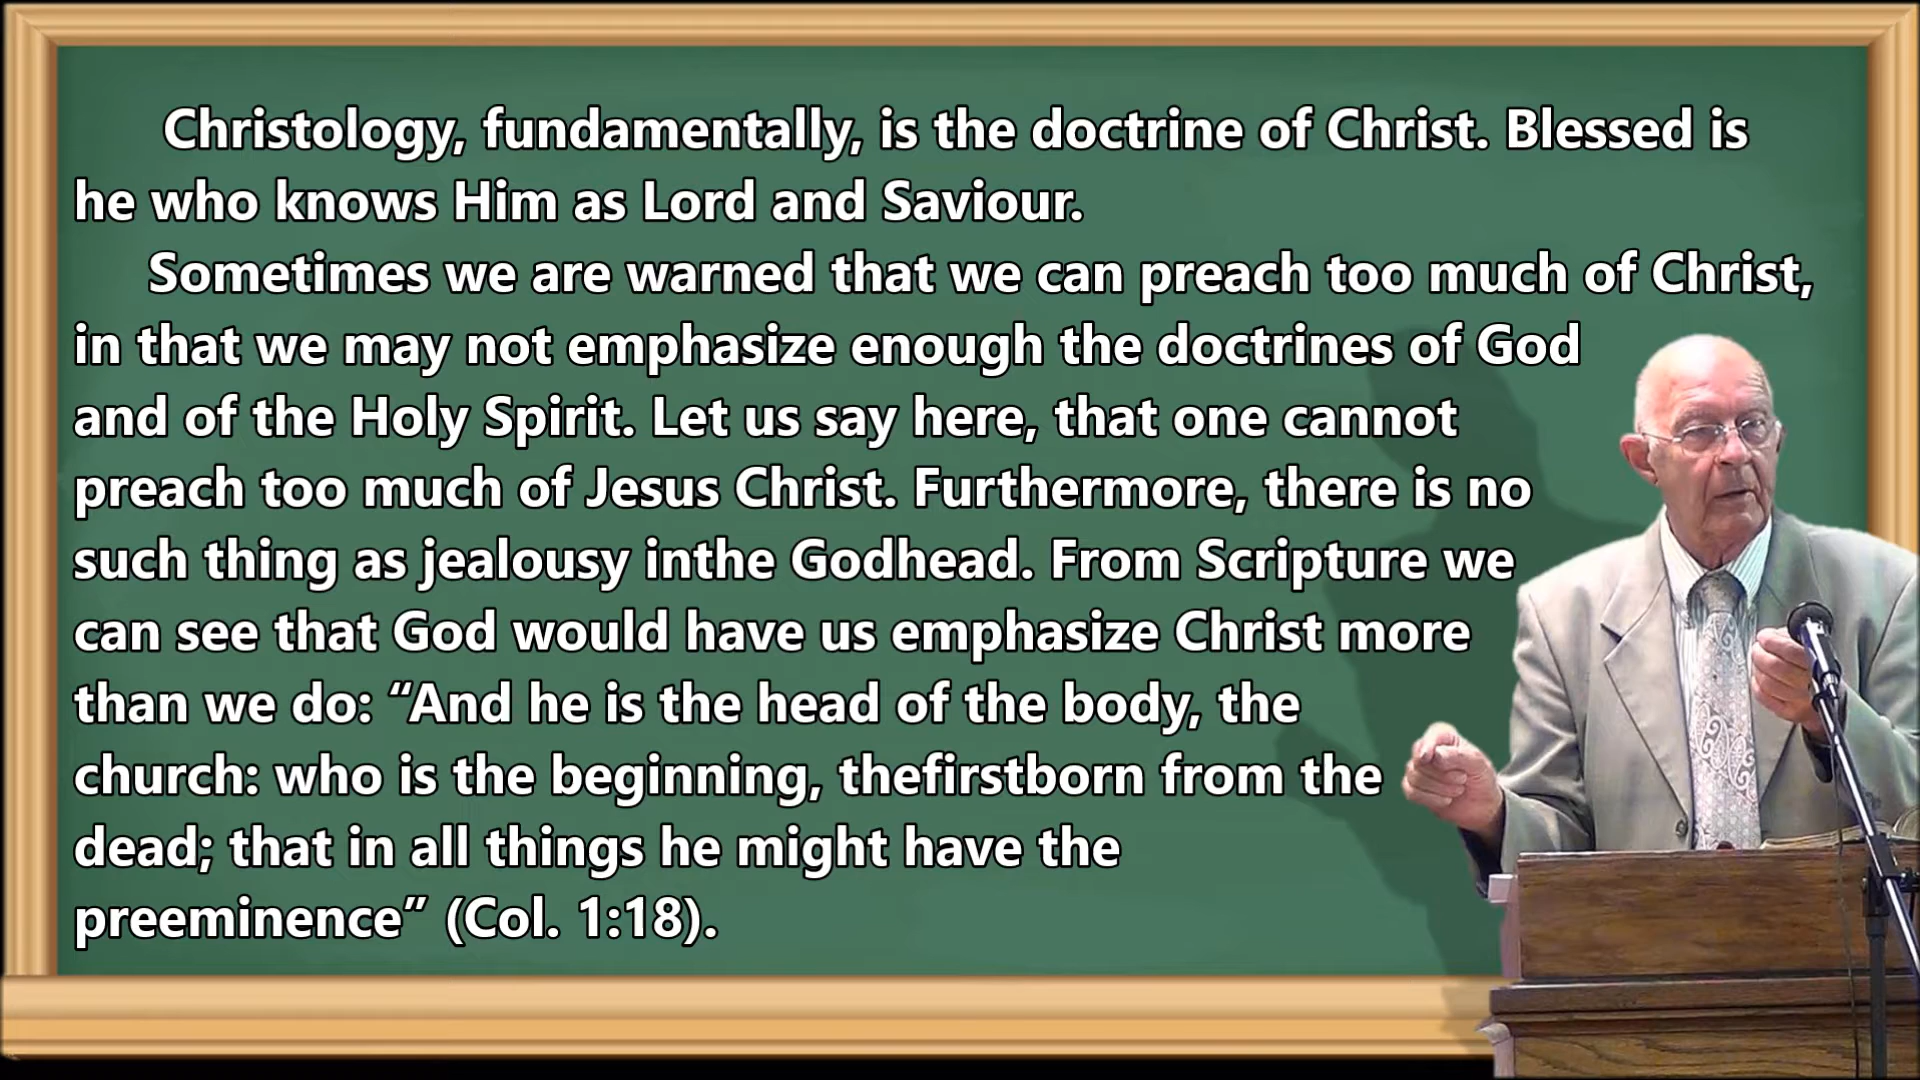 Christology, fundamentally, is the doctrine of Christ. Blessed is
he who knows Him as Lord and Saviour.
Sometimes we are warned that we can preach too much of Christ,
in that we may not emphasize enough the doctrines of God
and of the Holy Spirit. Let us say here, that one cannot
preach too much of Jesus Christ. Furthermore, there is no
such thing as jealousy inthe Godhead. From Scripture we
can see that God would have us emphasize Christ more
than we do: “And he is the head of the body, the
church: who is the beginning, thefirstborn from the
dead; that in all things he might have the
preeminence” (Col. 1:18).